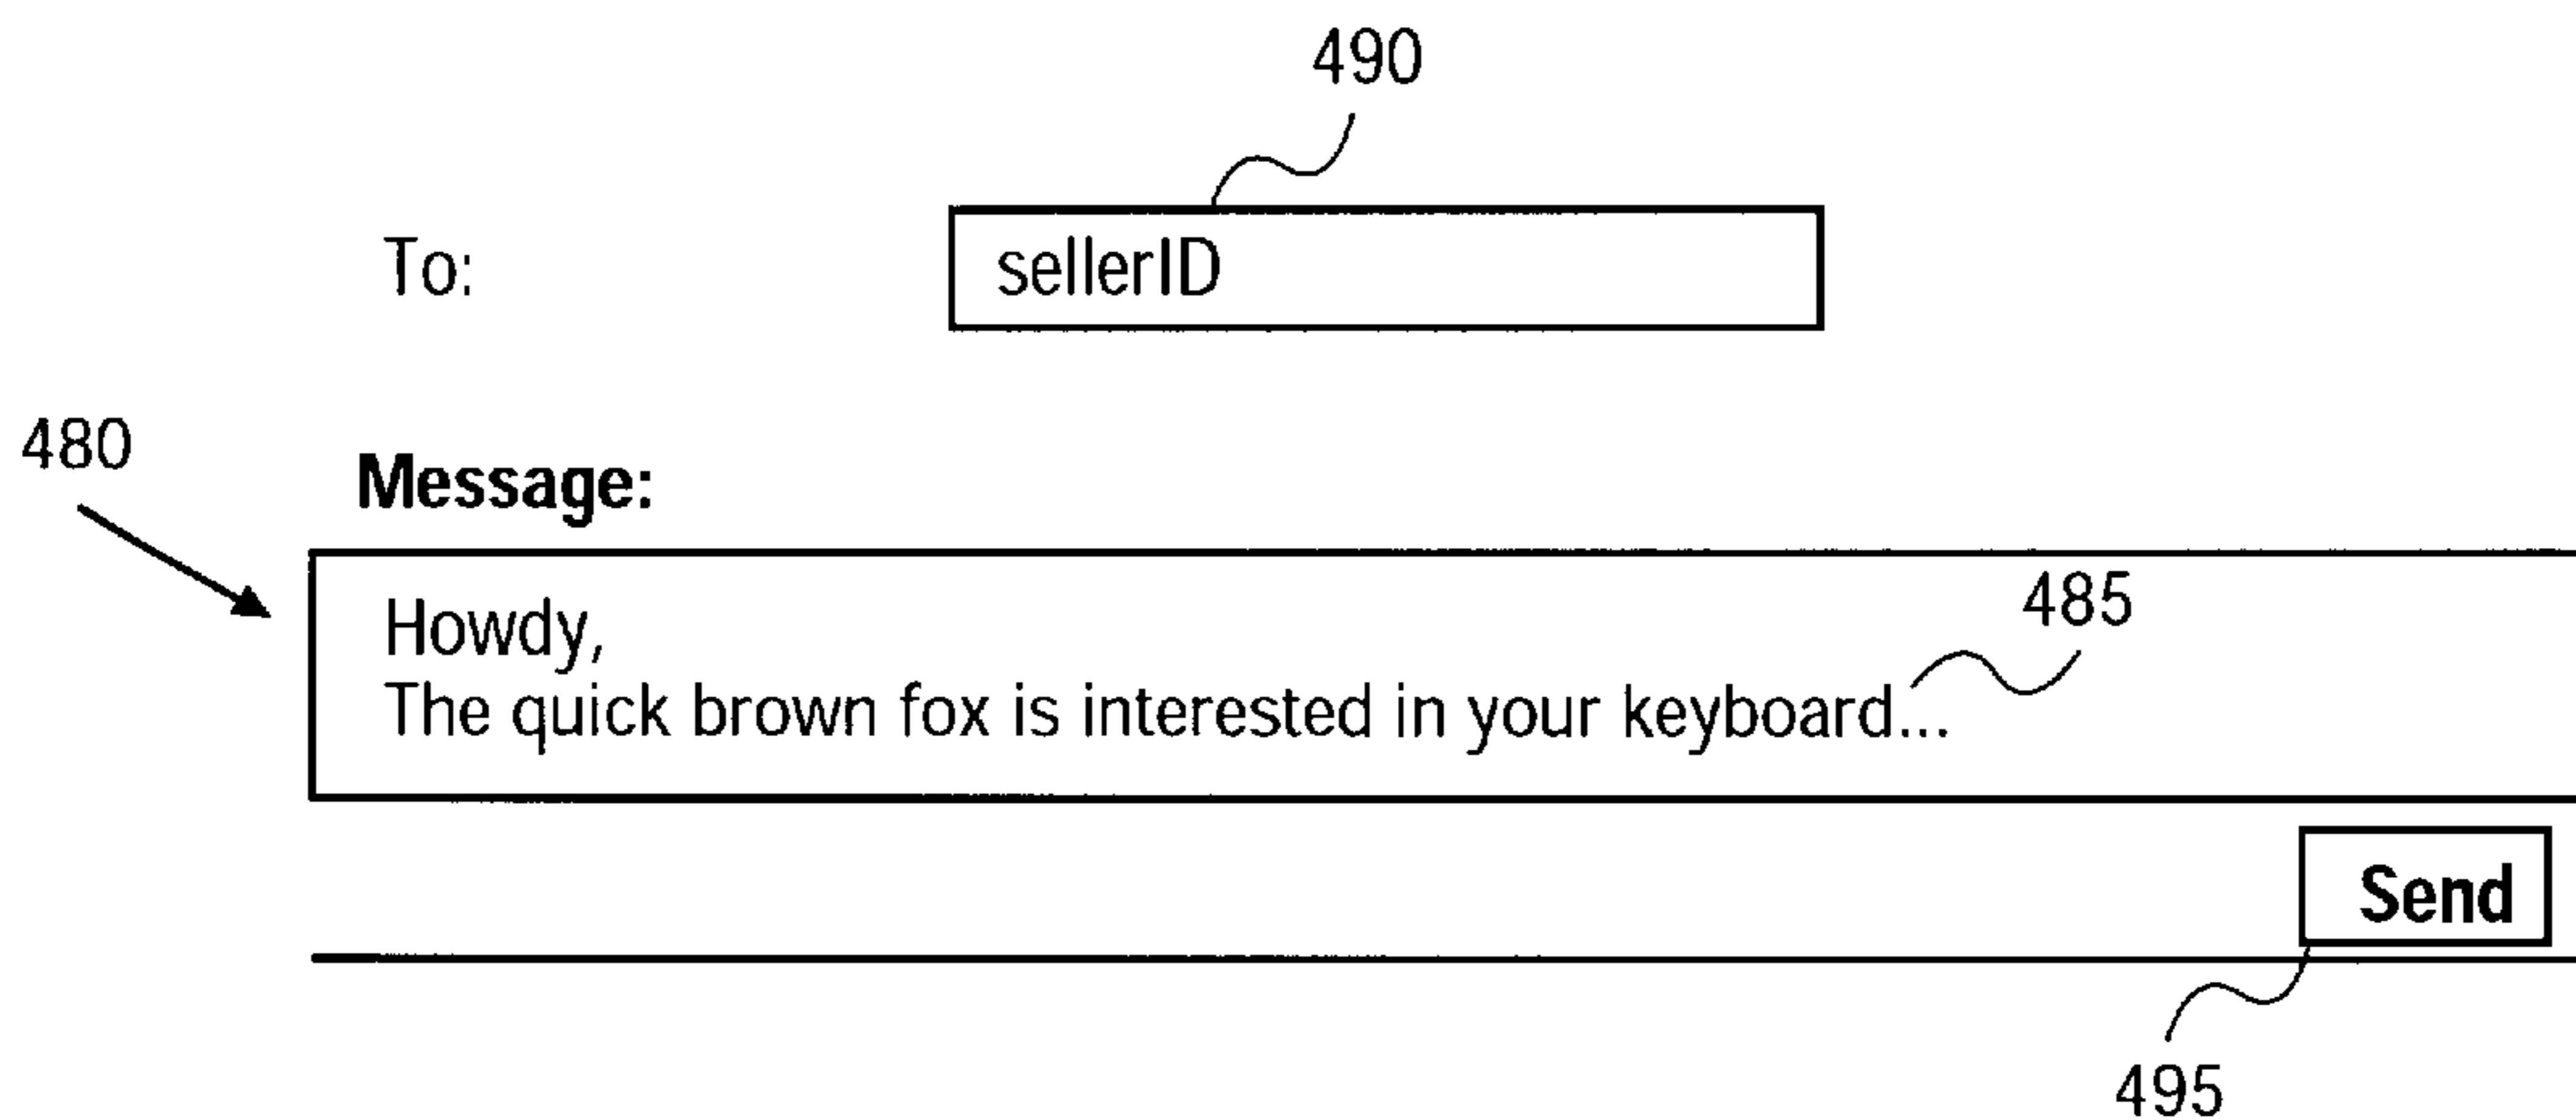 490
To: sellerID
480
Message:
485
Howdy,
The quick brown fox is interested in your keyboard...
Send
495